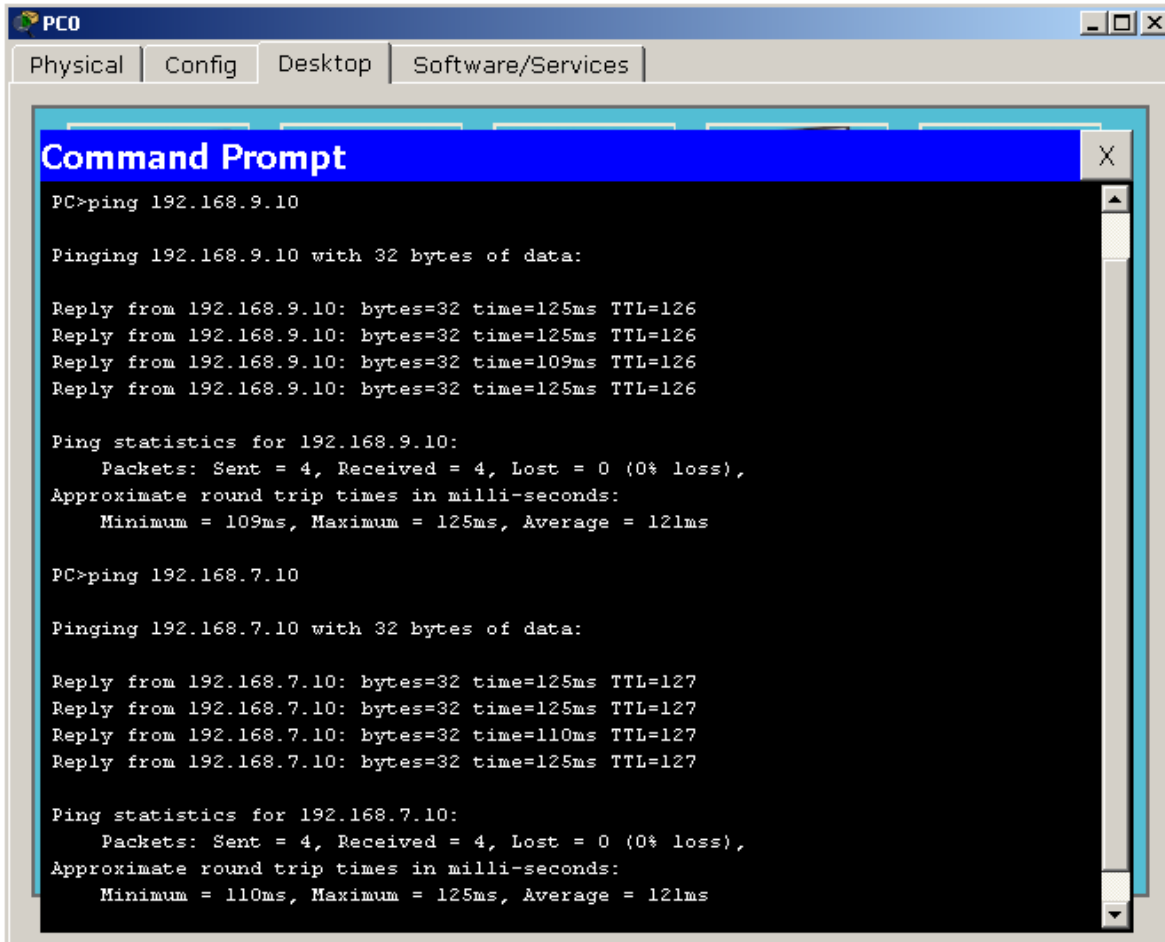 PC0
Physical
Config
Desktop
Software/Services
Command Prompt
X
PC>ping 192.168.9.10
Pinging 192.168.9.10 with 32 bytes of data:
Reply from 192.168.9.10: bytes=32 time=125ms TTL=126
Reply from 192.168.9.10: bytes=32 time=125ms TTL=126
Reply from 192.168.9.10: bytes=32 time=109ms TTL=126
Reply from 192.168.9.10: bytes=32 time=125ms TTL=126
Ping statistics for 192.168.9.10:
    Packets: Sent = 4, Received = 4, Lost = 0 (0% loss),
Approximate round trip times in milli-seconds:
    Minimum = 109ms, Maximum = 125ms, Average = 121ms
PC>ping 192.168.7.10
Pinging 192.168.7.10 with 32 bytes of data:
Reply from 192.168.7.10: bytes=32 time=125ms TTL=127
Reply from 192.168.7.10: bytes=32 time=125ms TTL=127
Reply from 192.168.7.10: bytes=32 time=110ms TTL=127
Reply from 192.168.7.10: bytes=32 time=125ms TTL=127
Ping statistics for 192.168.7.10:
    Packets: Sent = 4, Received = 4, Lost = 0 (0% loss),
Approximate round trip times in milli-seconds:
    Minimum = 110ms, Maximum = 125ms, Average = 121ms